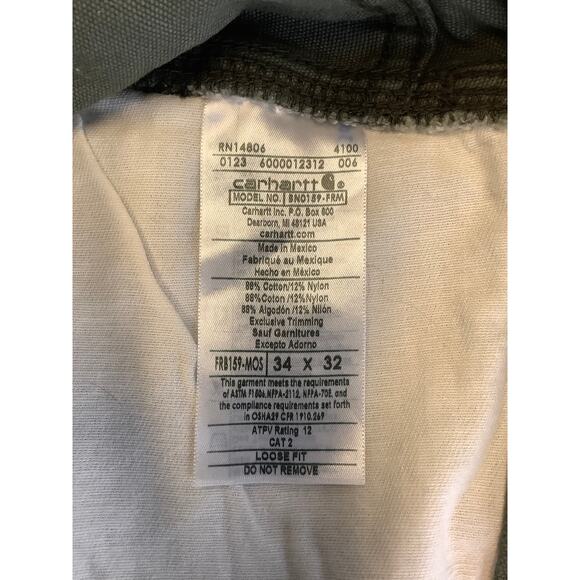 RN14806 4100
0123 6000012312 006
carhartt ®
MODEL NO. BN0159-FRM
Carhartt Inc. P.O. Box 600
Dearborn, MI 48121 USA
carhartt.com
Made in Mexico
Fabriqué au Mexique
Hecho en México
88% Cotton/12% Nylon
88%Coton /12%Nylon
88% Algodón /12% Nilón
Exclusive Trimming
Sauf Garnitures
Excepto Adorno
FRB159-MOS 34 X 32
This garment meets the requirements
of ASTM F1506,NFPA-2112, NFPA-70E, and
the compliance requirements set forth
in OSHA29 CFR 1910.269
ATPV Rating 12
CAT 2
LOOSE FIT
DO NOT REMOVE